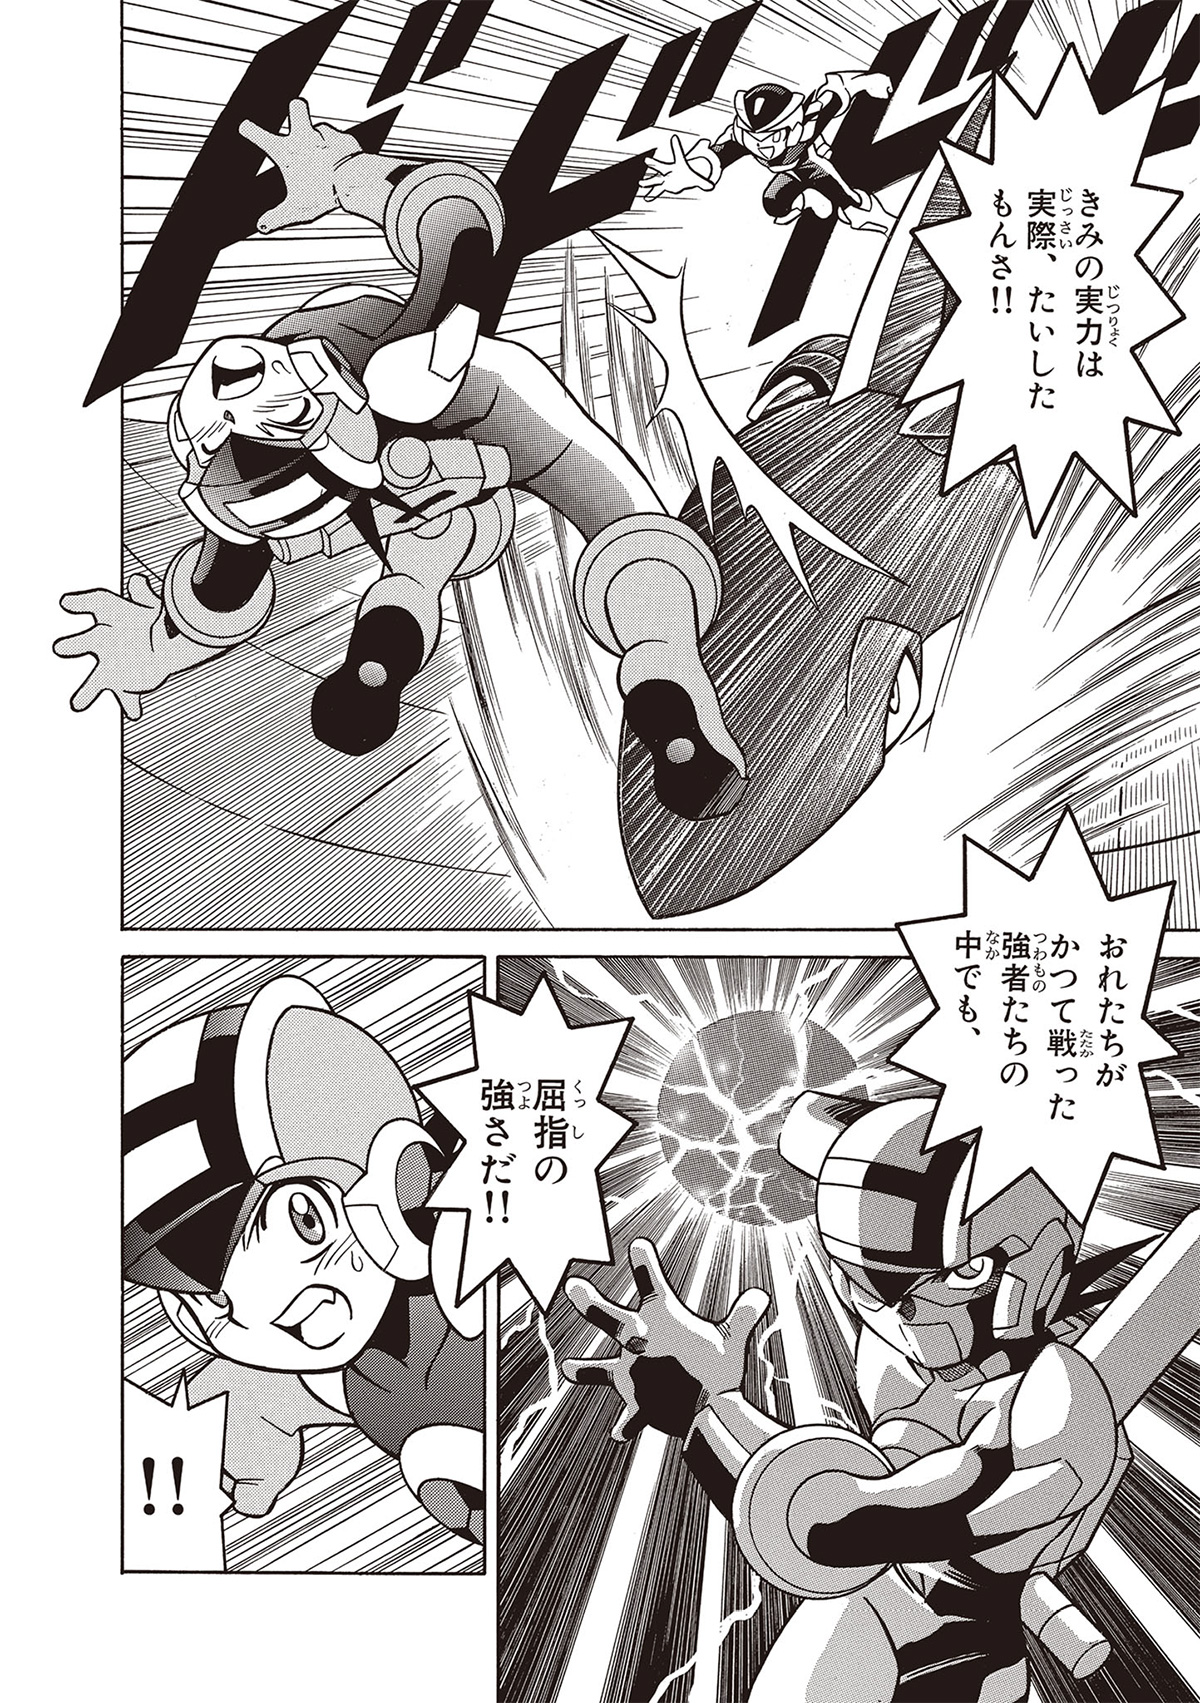 きみの実力は
実際、たいした
もんさ!!
ドドドド
おれたちが
かつて戦った
強者たちの
中でも、
屈指の
強さだ!!
!!